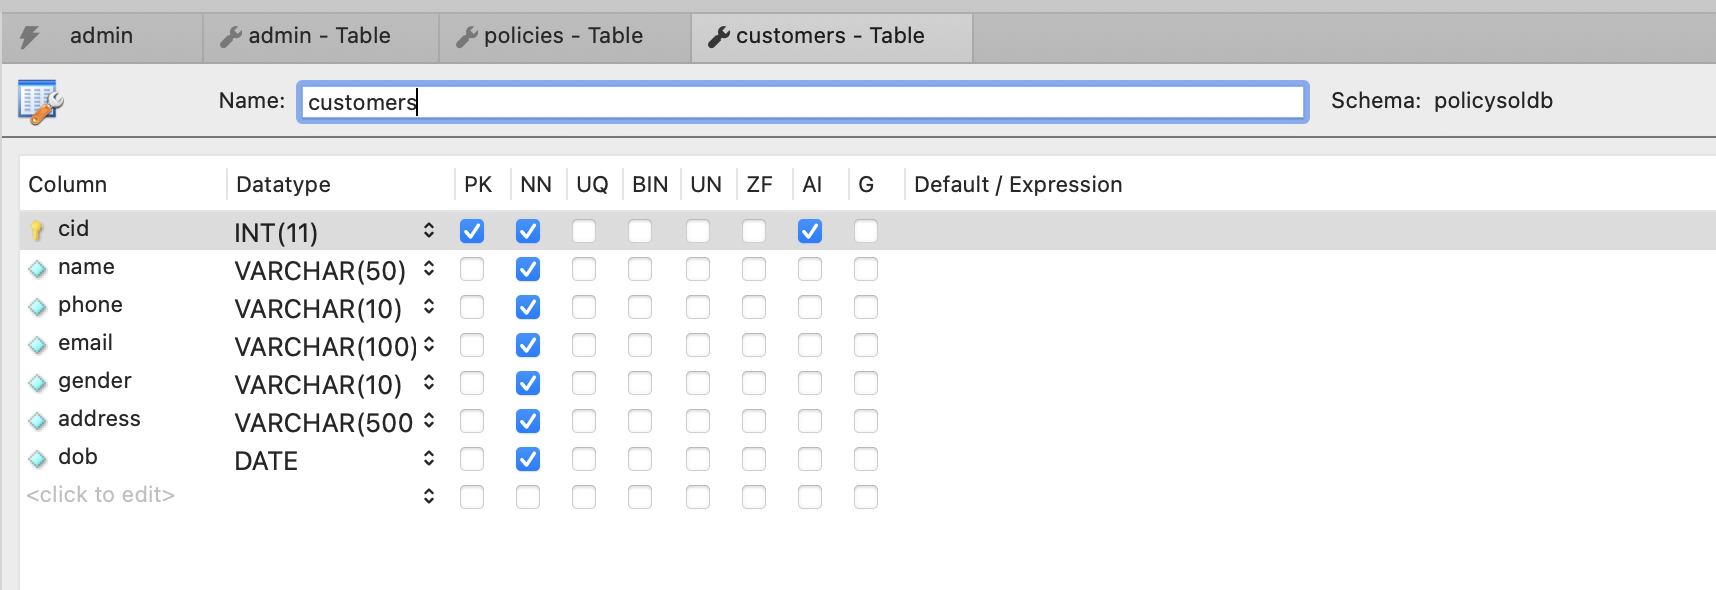 admin admin - Table policies - Table customers - Table
Name: customers Schema: policysoldb
Column Datatype PK NN UQ BIN UN ZF AI G Default / Expression
cid INT(11)
name VARCHAR(50)
phone VARCHAR(10)
email VARCHAR(100)
gender VARCHAR(10)
address VARCHAR(500
dob DATE
<click to edit>